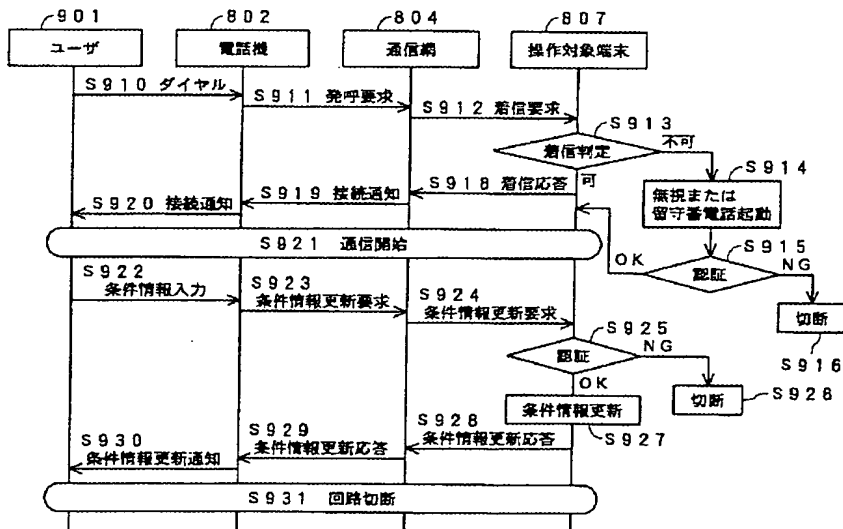 901
802
804
807
ユーザ
電話機
通信網
操作対象端末
S910 ダイヤル
S911 発呼要求
S912 着信要求
S913
着信判定
不可
S914
可
無視または
留守番電話起動
S918 着信応答
S919 接続通知
S920 接続通知
S921 通信開始
S915
OK
認証
NG
切断
S916
S922
条件情報入力
S923
条件情報更新要求
S924
条件情報更新要求
S925
認証
NG
OK
切断
S928
条件情報更新
S927
S928
条件情報更新応答
S929
条件情報更新応答
S930
条件情報更新通知
S931 回路切断